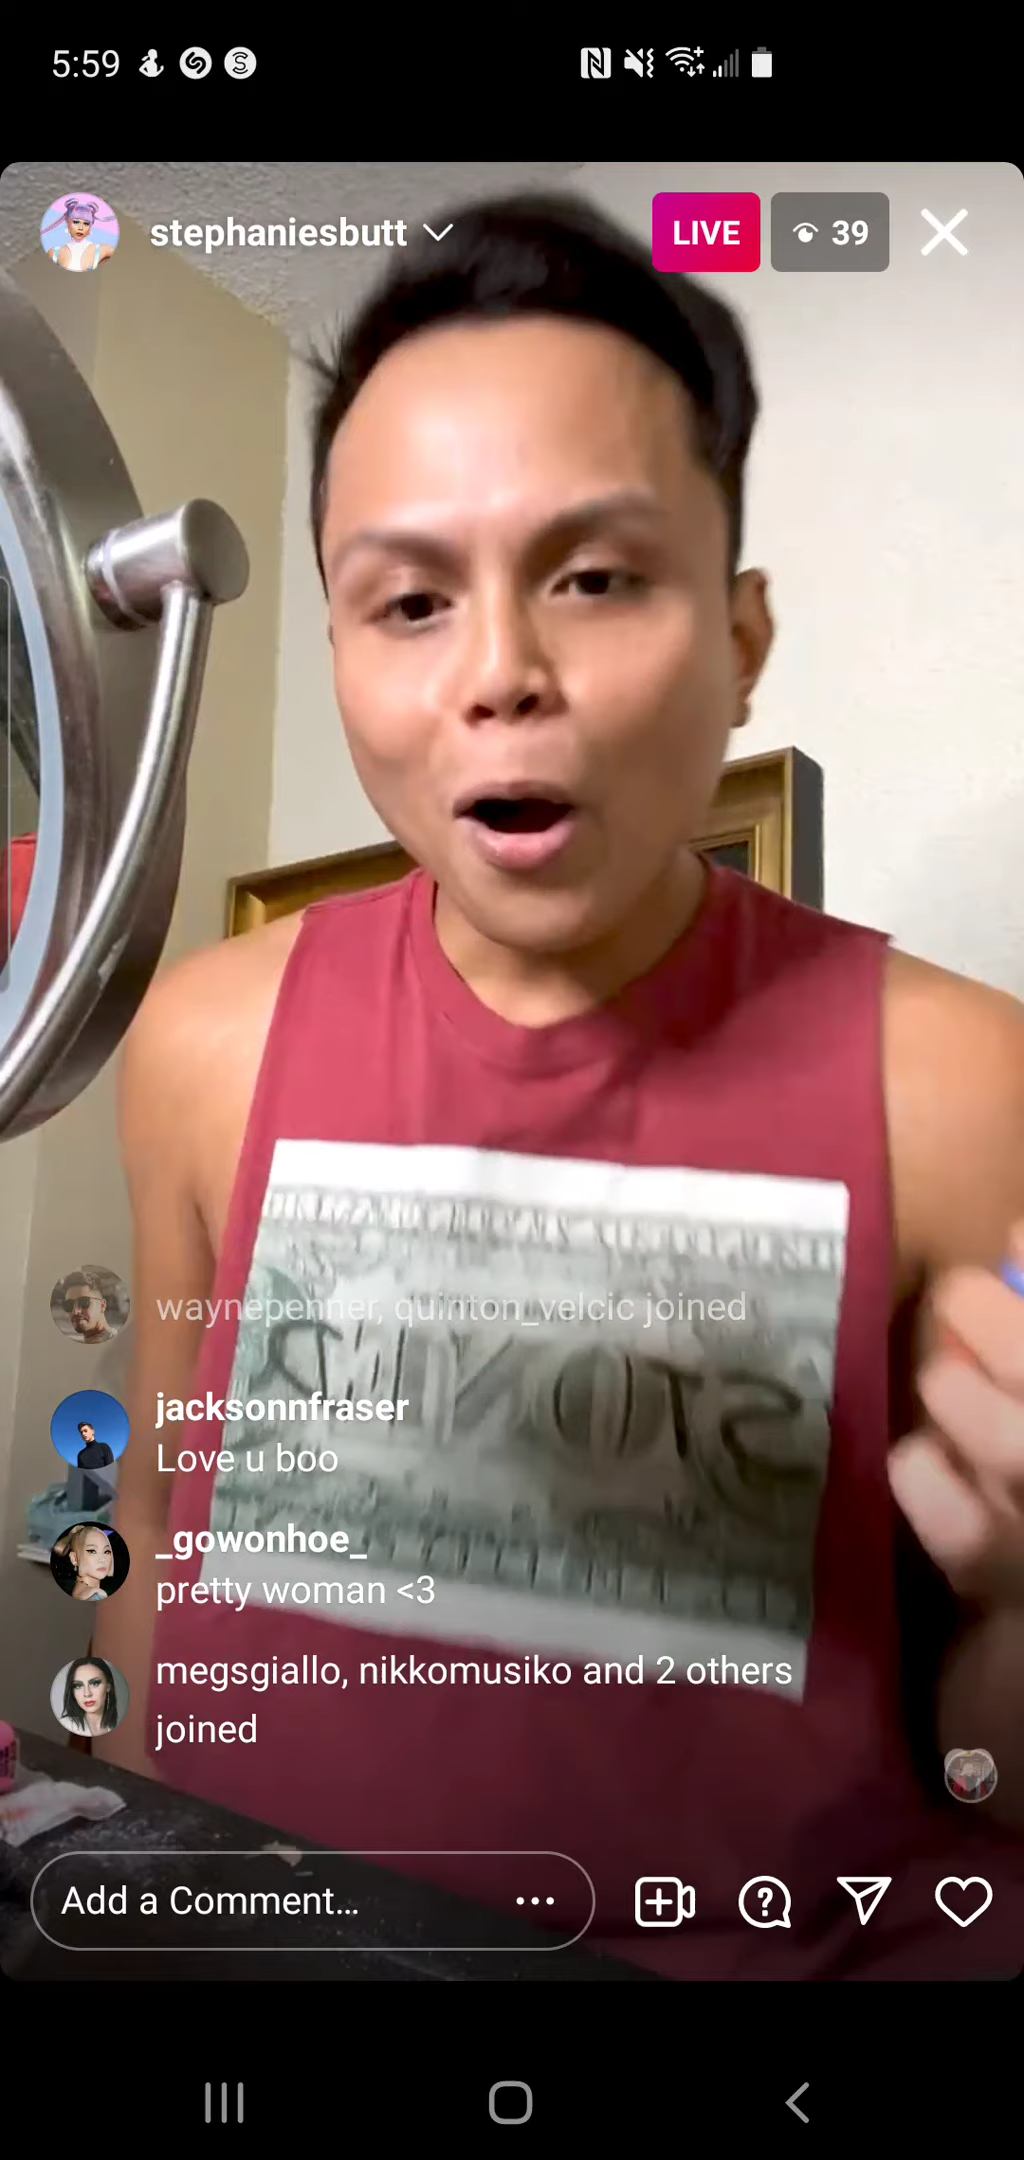 5:59
stephaniesbutt
LIVE
39
waynepenner, quinton_velcic joined
jacksonnfraser
Love u boo
_gowonhoe_
pretty woman <3
megsgiallo, nikkomusiko and 2 others
joined
Add a Comment...